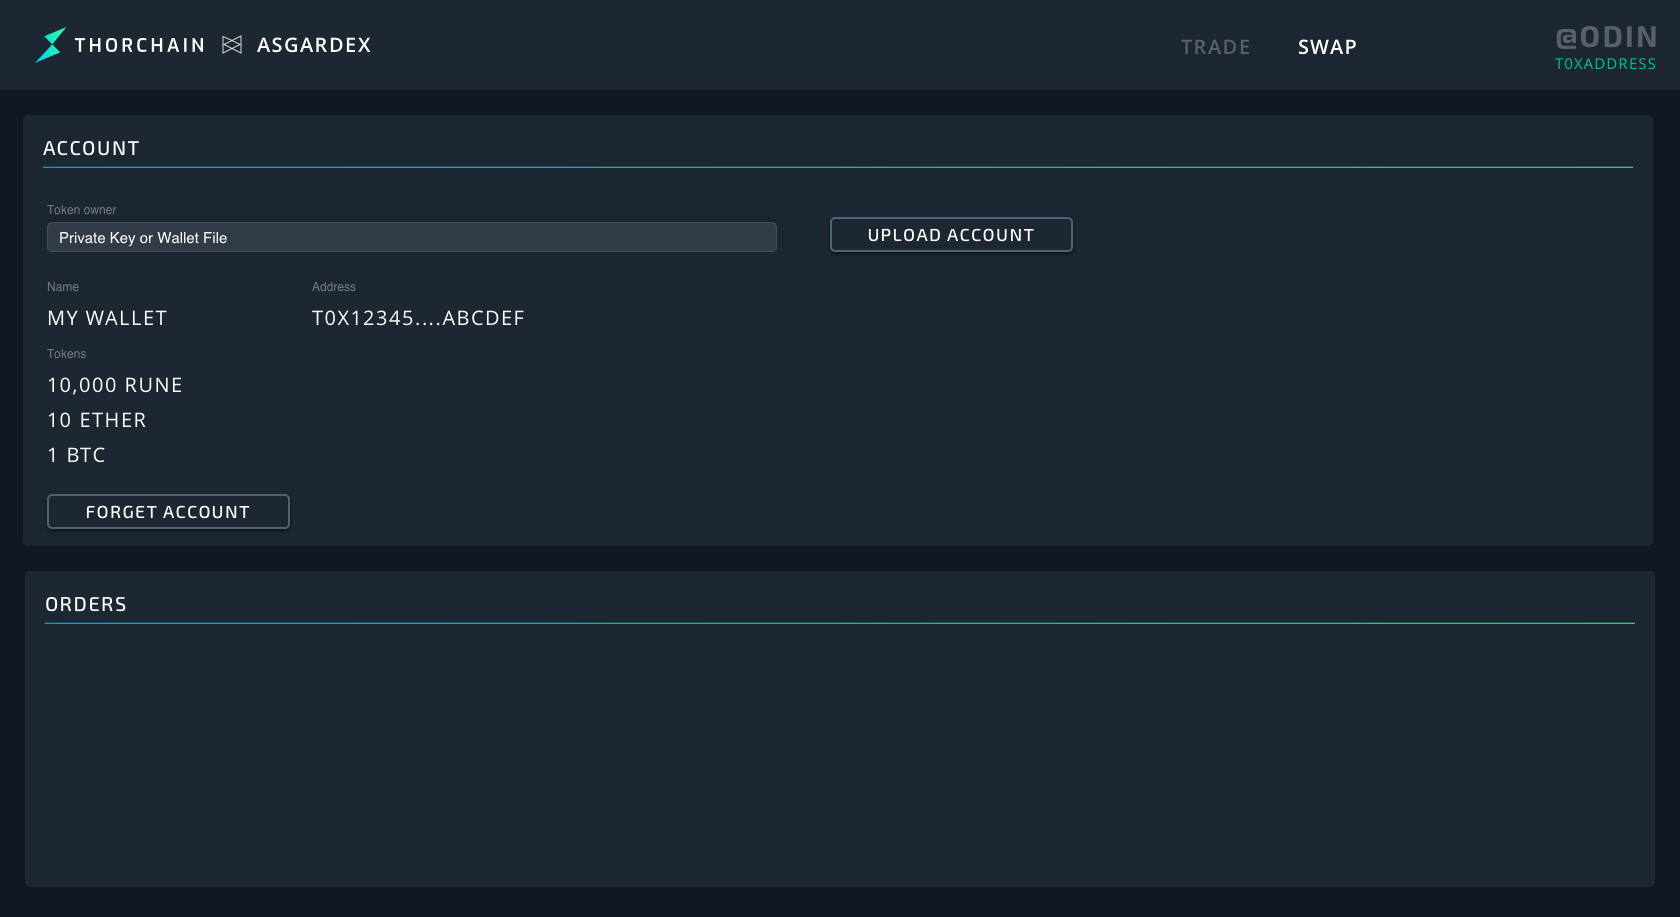 THORCHAIN ASGARDEX
TRADE SWAP
@ODIN
T0XADDRESS
ACCOUNT
Token owner
Private Key or Wallet File
UPLOAD ACCOUNT
Name Address
MY WALLET T0X12345....ABCDEF
Tokens
10,000 RUNE
10 ETHER
1 BTC
FORGET ACCOUNT
ORDERS